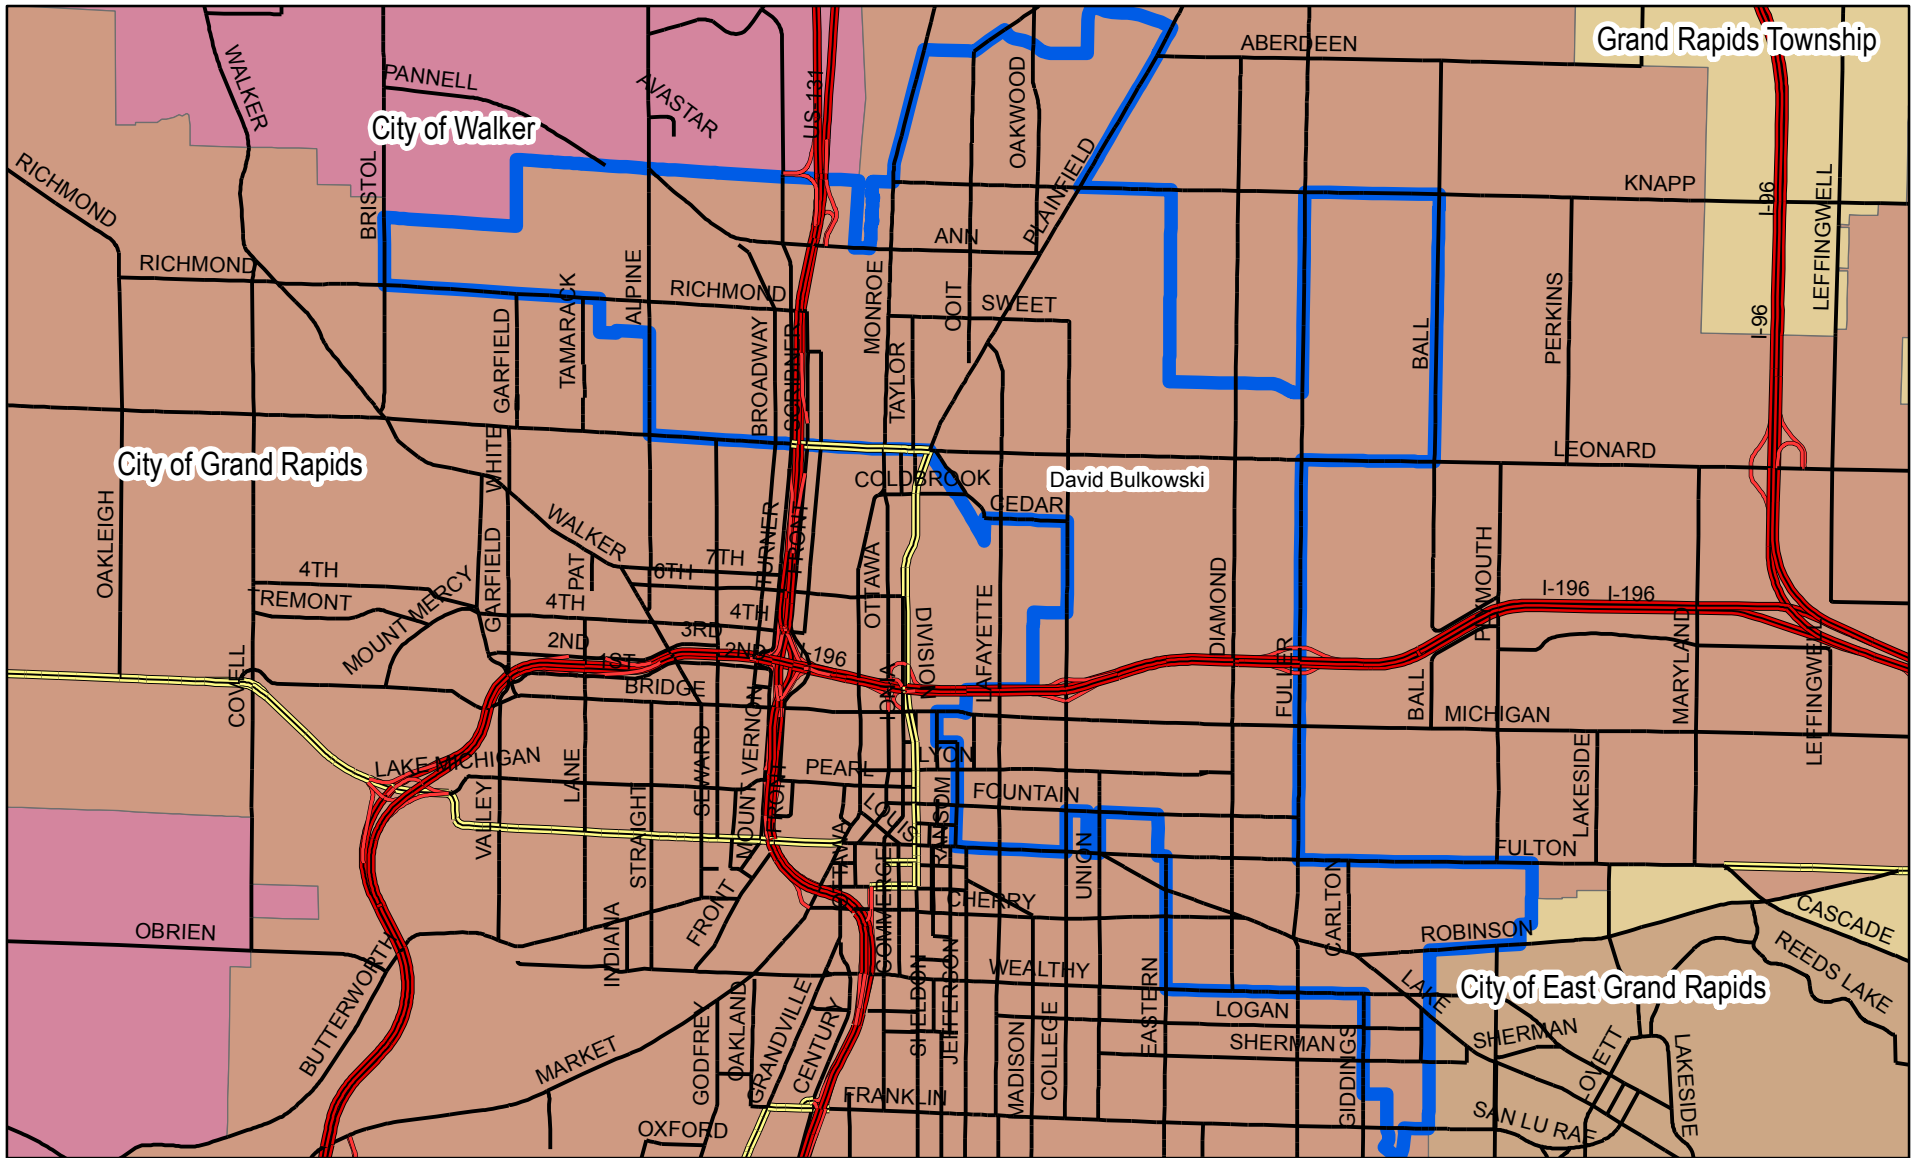 Grand Rapids Township
ABERDEEN
WALKER
PANNELL
AVASTAR
US-131
OAKWOOD
City of Walker
RICHMOND
BRISTOL
PLAINFIELD
KNAPP
I-96
LEFFINGWELL
ANN
RICHMOND
ALPINE
TAMARACK
RICHMOND
MONROE
COIT
SWEET
GARFIELD
BROADWAY
SCRIBNER
TAYLOR
BALL
PERKINS
I-96
City of Grand Rapids
WHITE
LEONARD
COLDBROOK
David Bulkowski
CEDAR
OAKLEIGH
WALKER
TURNER
FRONT
OTTAWA
4TH
TREMONT
MOUNT MERCY
GARFIELD
PAT
7TH
6TH
4TH
4TH
3RD
2ND
2ND
1ST
I-196
DIVISION
LAFAYETTE
DIAMOND
PLYMOUTH
I-196
I-196
MARYLAND
LEFFINGWELL
COVELL
BRIDGE
IONIA
FULLER
BALL
MICHIGAN
LAKE MICHIGAN
LANE
SEWARD
MOUNT VERNON
FRONT
PEARL
LYON
LAKESIDE
VALLEY
STRAIGHT
LOUIS
RANSOM
FOUNTAIN
UNION
FULTON
OTTAWA
COMMERCE
CHERRY
CARLTON
ROBINSON
CASCADE
OBRIEN
INDIANA
FRONT
REEDS LAKE
BUTTERWORTH
SHELDON
JEFFERSON
WEALTHY
EASTERN
LAKE
City of East Grand Rapids
GODFREY
OAKLAND
GRANDVILLE
CENTURY
MADISON
COLLEGE
LOGAN
SHERMAN
GIDDINGS
SHERMAN
LOVETT
LAKESIDE
MARKET
FRANKLIN
SAN LU RAE
OXFORD